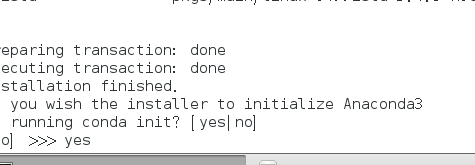 eparing transaction: done
ecuting transaction: done
stallation finished.
you wish the installer to initialize Anaconda3
running conda init? [yes|no]
o] >>> yes